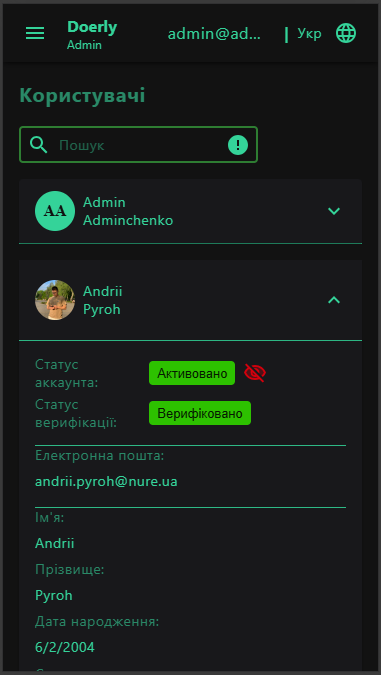 Doerly
Admin
admin@ad...
| Укр
Користувачі
Пошук
AA
Admin
Adminchenko
Andrii
Pyroh
Статус
аккаунта:
Активовано
Статус
верифікації:
Верифіковано
Електронна пошта:
andrii.pyroh@nure.ua
Ім'я:
Andrii
Прізвище:
Pyroh
Дата народження:
6/2/2004